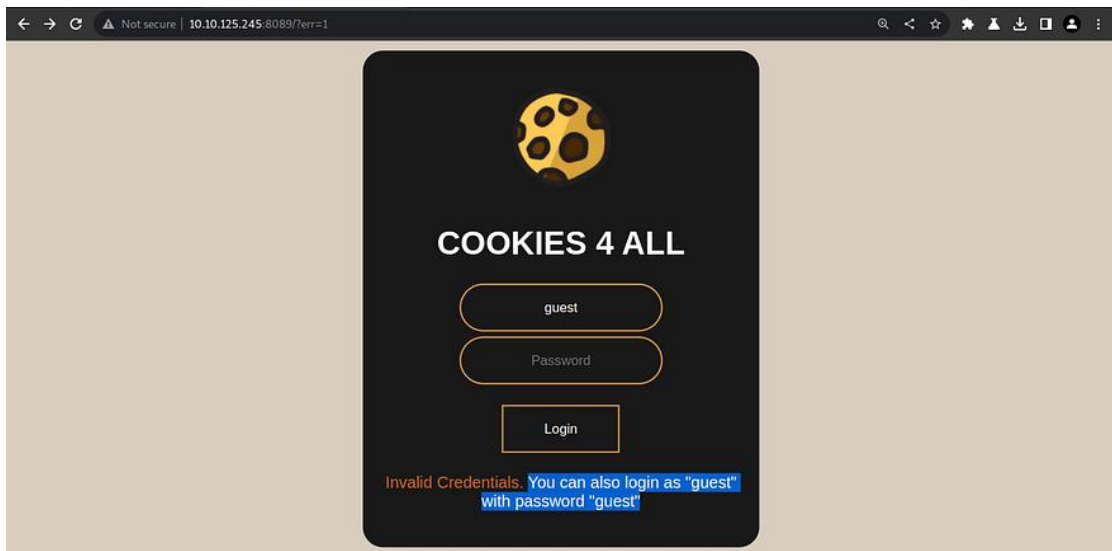 Not secure | 10.10.125.245:8089/?err=1
COOKIES 4 ALL
guest
Password
Login
Invalid Credentials. You can also login as "guest"
with password "guest"